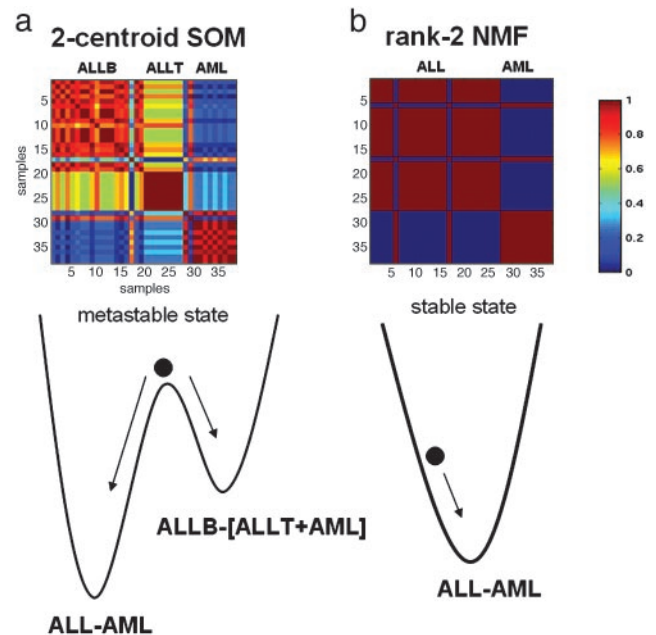 a
2-centroid SOM
ALLB ALLT AML
samples
5
10
15
20
25
30
35
5 10 15 20 25 30 35
samples
metastable state
ALLB-[ALLT+AML]
ALL-AML
b
rank-2 NMF
ALL AML
5
10
15
20
25
30
35
5 10 15 20 25 30 35
1
0.8
0.6
0.4
0.2
0
stable state
ALL-AML